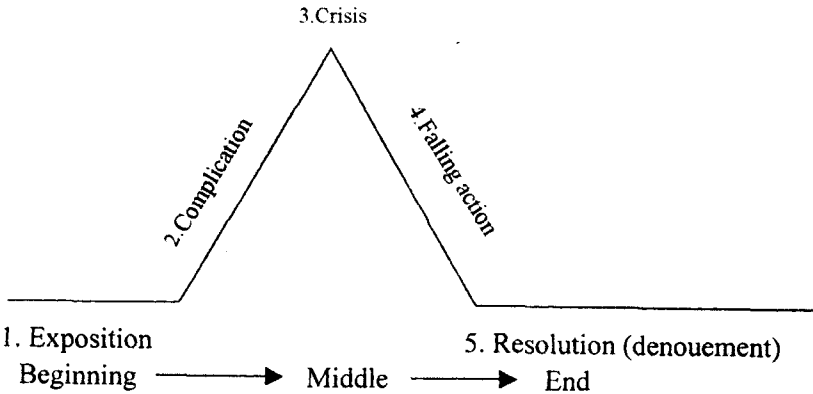 3.Crisis
2.Complication
4.Falling action
1. Exposition
5. Resolution (denouement)
Beginning
Middle
End